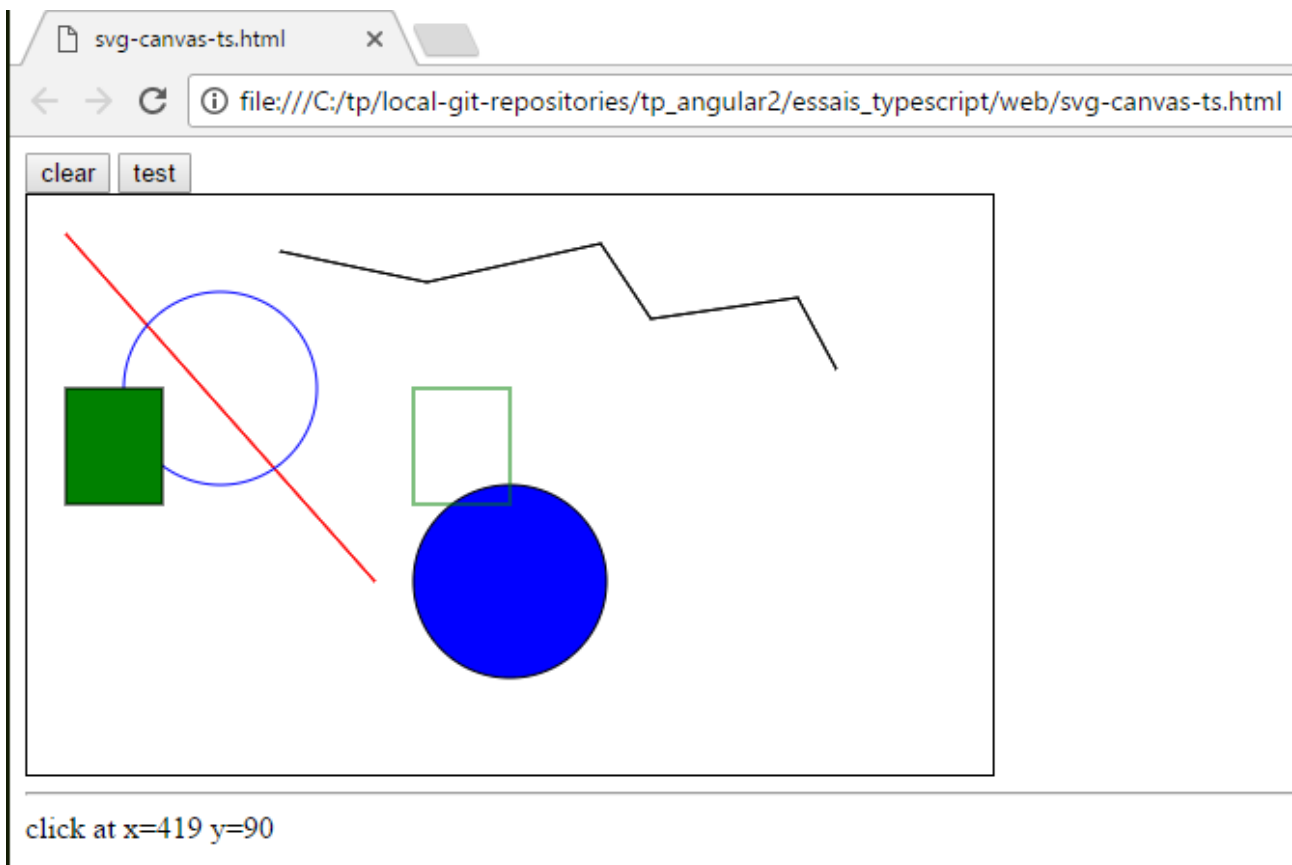 svg-canvas-ts.html
file:///C:/tp/local-git-repositories/tp_angular2/essais_typescript/web/svg-canvas-ts.html
clear test
click at x=419 y=90